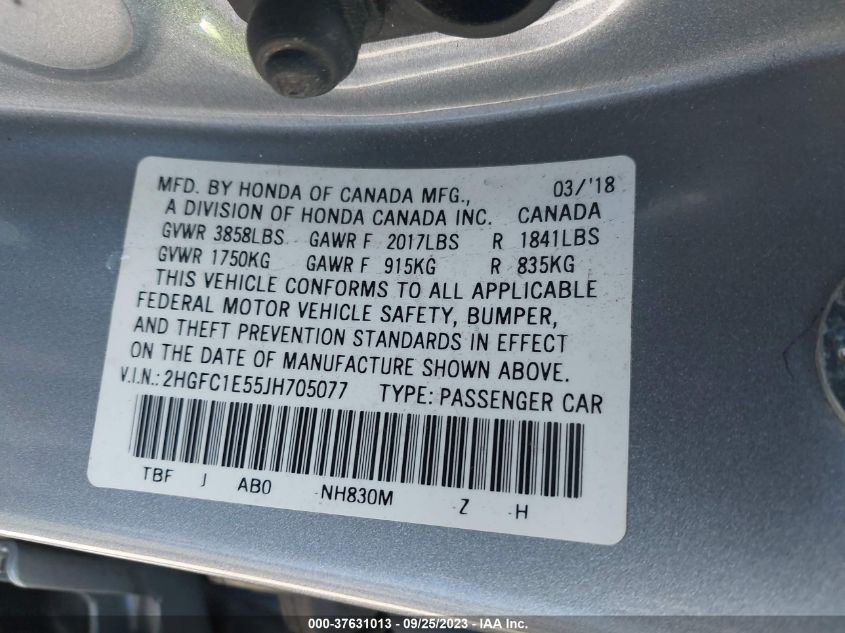 MFD. BY HONDA OF CANADA MFG., 03/'18
A DIVISION OF HONDA CANADA INC. CANADA
GVWR 3858LBS GAWR F 2017LBS R 1841LBS
GVWR 1750KG GAWR F 915KG R 835KG
THIS VEHICLE CONFORMS TO ALL APPLICABLE
FEDERAL MOTOR VEHICLE SAFETY, BUMPER,
AND THEFT PREVENTION STANDARDS IN EFFECT
ON THE DATE OF MANUFACTURE SHOWN ABOVE.
V.I.N.: 2HGFC1E55JH705077 TYPE: PASSENGER CAR
TBF J AB0 NH830M Z H
000-37631013 - 09/25/2023 - IAA Inc.